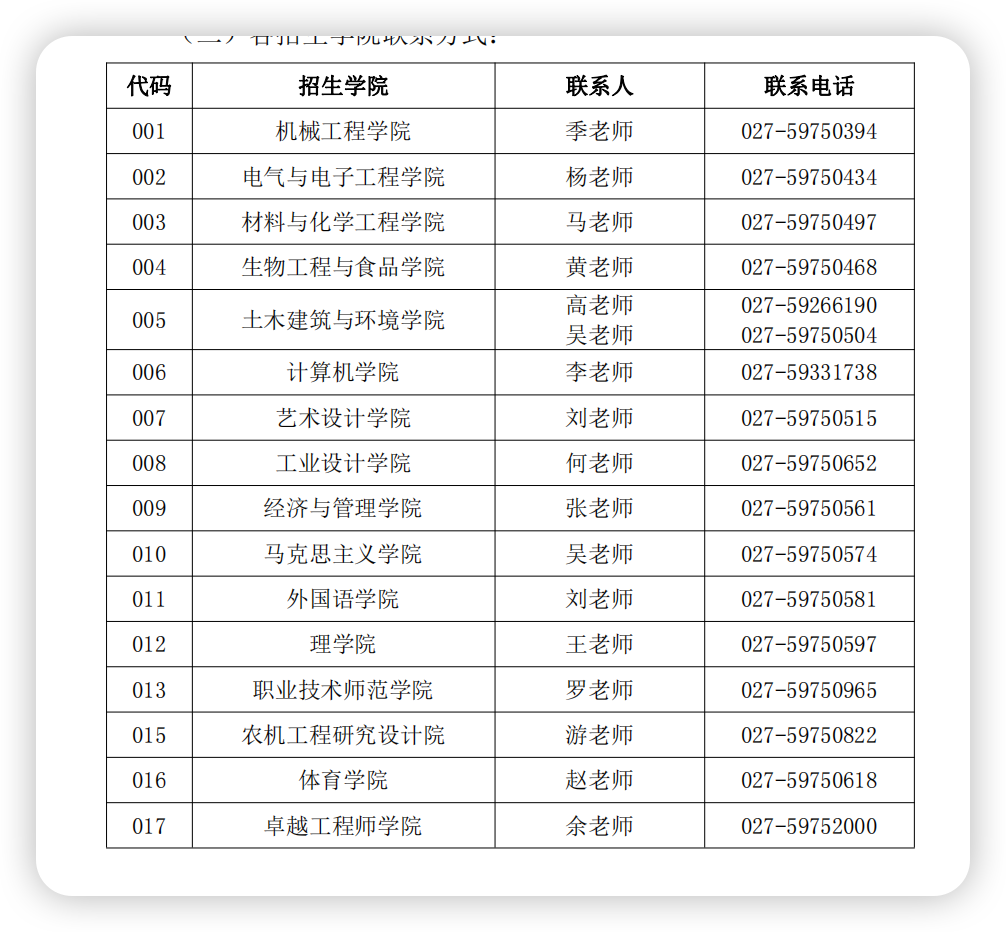 (二)各招生学院联系方式:
代码 招生学院 联系人 联系电话
001 机械工程学院 季老师 027-59750394
002 电气与电子工程学院 杨老师 027-59750434
003 材料与化学工程学院 马老师 027-59750497
004 生物工程与食品学院 黄老师 027-59750468
005 土木建筑与环境学院 高老师 027-59266190
吴老师 027-59750504
006 计算机学院 李老师 027-59331738
007 艺术设计学院 刘老师 027-59750515
008 工业设计学院 何老师 027-59750652
009 经济与管理学院 张老师 027-59750561
010 马克思主义学院 吴老师 027-59750574
011 外国语学院 刘老师 027-59750581
012 理学院 王老师 027-59750597
013 职业技术师范学院 罗老师 027-59750965
015 农机工程研究设计院 游老师 027-59750822
016 体育学院 赵老师 027-59750618
017 卓越工程师学院 余老师 027-59752000